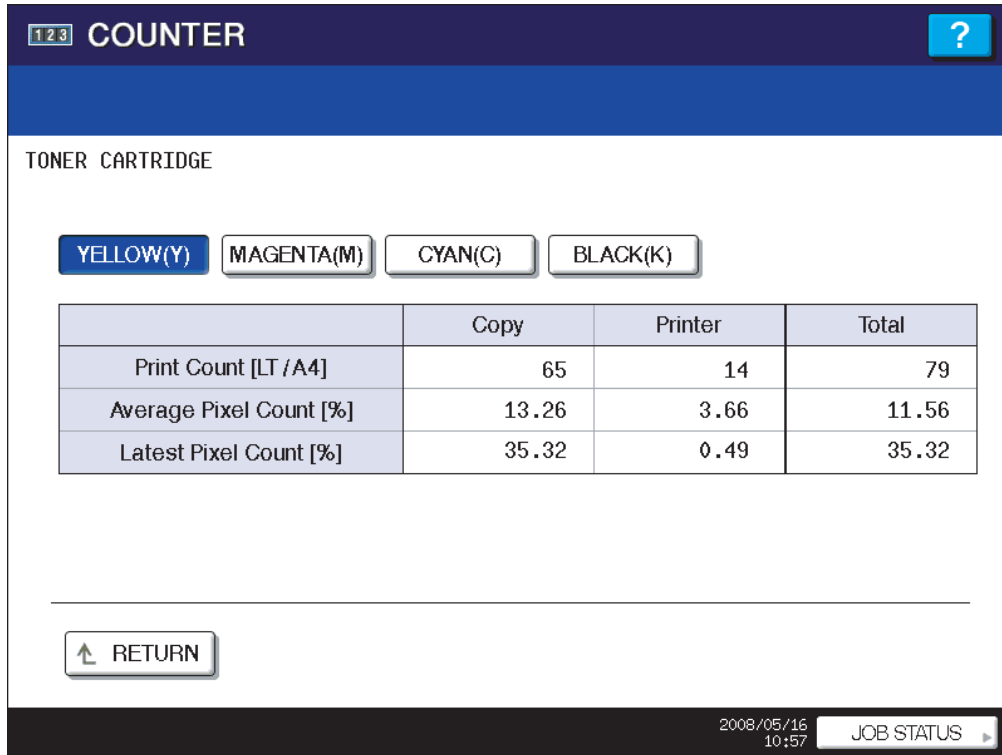 123 COUNTER ?
TONER CARTRIDGE
YELLOW(Y) MAGENTA(M) CYAN(C) BLACK(K)
Copy Printer Total
Print Count [LT / A4] 65 14 79
Average Pixel Count [%] 13.26 3.66 11.56
Latest Pixel Count [%] 35.32 0.49 35.32
RETURN
2008/05/16
10:57 JOB STATUS